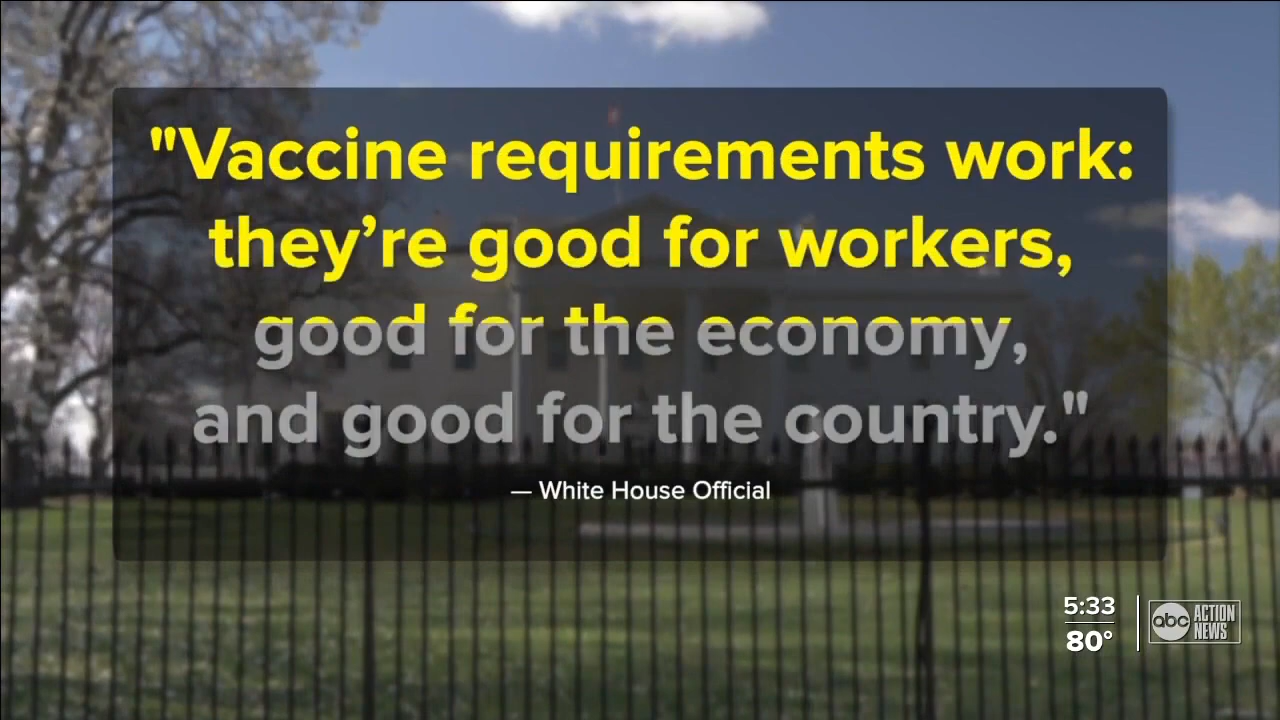 "Vaccine requirements work:
they’re good for workers,
good for the economy,
and good for the country."
— White House Official
5:33
80°
abc ACTION
NEWS